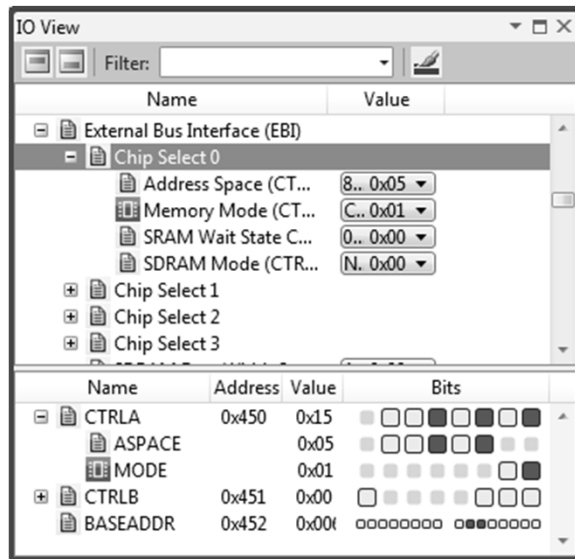 IO View
Filter:
Name Value
External Bus Interface (EBI)
Chip Select 0
Address Space (CT... 8.. 0x05
Memory Mode (CT... C.. 0x01
SRAM Wait State C... 0.. 0x00
SDRAM Mode (CTR... N. 0x00
Chip Select 1
Chip Select 2
Chip Select 3
Name Address Value Bits
CTRLA 0x450 0x15
ASPACE 0x05
MODE 0x01
CTRLB 0x451 0x00
BASEADDR 0x452